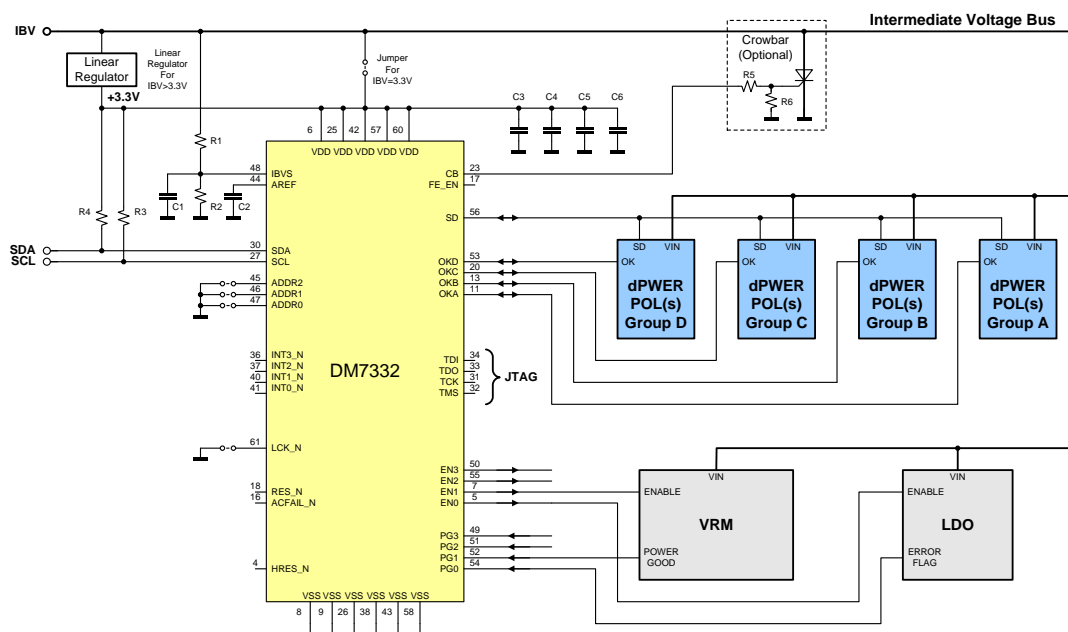 Intermediate Voltage Bus
IBV
Linear
Regulator
Linear
Regulator
For
IBV>3.3V
Jumper
For
IBV=3.3V
Crowbar
(Optional)
R5
R6
+3.3V
C3 C4 C5 C6
6 25 42 57 60
VDD VDD VDD VDD VDD
R1
48 IBVS
44 AREF
C1 R2 C2
R4 R3
23 CB
17 FE_EN
56 SD
SDA 30 SDA
SCL 27 SCL
45 ADDR2
46 ADDR1
47 ADDR0
53 OKD
20 OKC
13 OKB
11 OKA
SD VIN
OK
dPWER
POL(s)
Group D
SD VIN
OK
dPWER
POL(s)
Group C
SD VIN
OK
dPWER
POL(s)
Group B
SD VIN
OK
dPWER
POL(s)
Group A
36 INT3_N
37 INT2_N
40 INT1_N
41 INT0_N
DM7332
TDI 34
TDO 33
TCK 31
TMS 32
JTAG
61 LCK_N
18 RES_N
16 ACFAIL_N
4 HRES_N
EN3 50
EN2 55
EN1 7
EN0 5
PG3 49
PG2 51
PG1 52
PG0 54
VIN
ENABLE
VRM
POWER
GOOD
VIN
ENABLE
LDO
ERROR
FLAG
VSS VSS VSS VSS VSS VSS
8 9 26 38 43 58